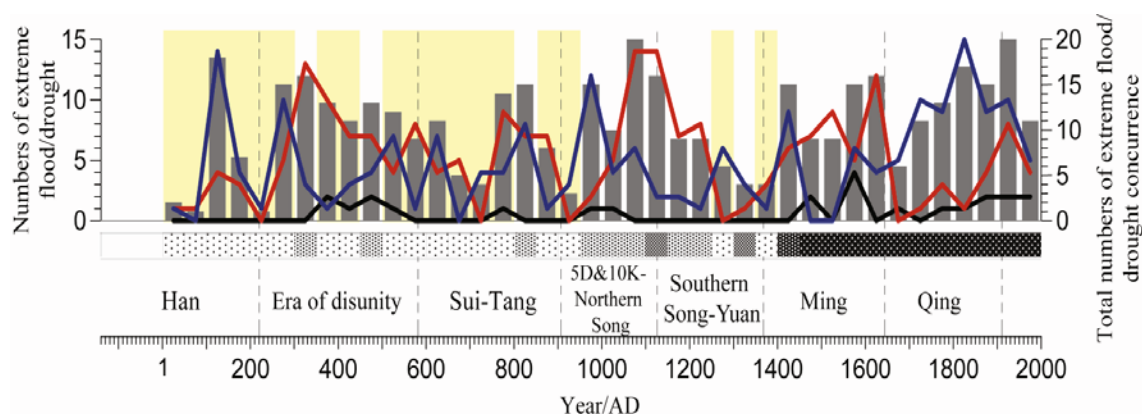 Numbers of extreme
flood/drought
15
10
5
0
20
15
10
5
0
Total numbers of extreme flood/
drought concurrence
Han
Era of disunity
Sui-Tang
5D&10K-
Northern
Song
Southern
Song-Yuan
Ming
Qing
1 200 400 600 800 1000 1200 1400 1600 1800 2000
Year/AD